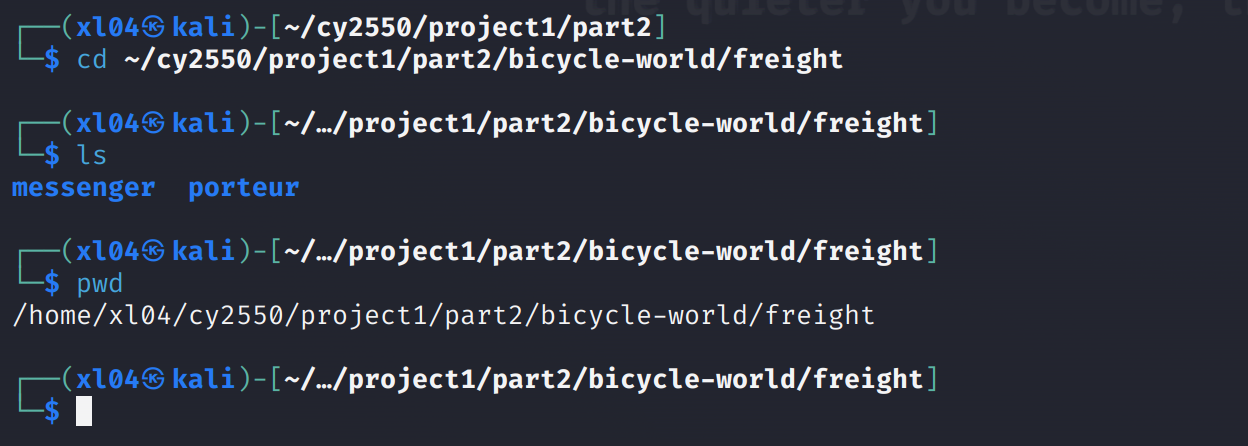 the quieter you become, t
┌──(xl04㉿kali)-[~/cy2550/project1/part2]
└─$ cd ~/cy2550/project1/part2/bicycle-world/freight
┌──(xl04㉿kali)-[~/…/project1/part2/bicycle-world/freight]
└─$ ls
messenger  porteur
┌──(xl04㉿kali)-[~/…/project1/part2/bicycle-world/freight]
└─$ pwd
/home/xl04/cy2550/project1/part2/bicycle-world/freight
┌──(xl04㉿kali)-[~/…/project1/part2/bicycle-world/freight]
└─$